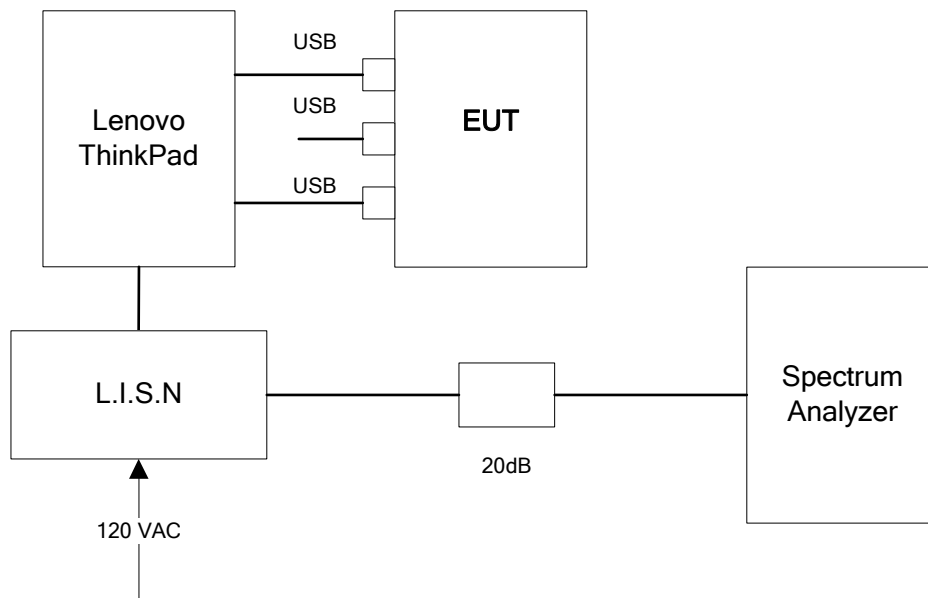 USB
USB
USB
Lenovo
ThinkPad
EUT
L.I.S.N
20dB
Spectrum
Analyzer
120 VAC